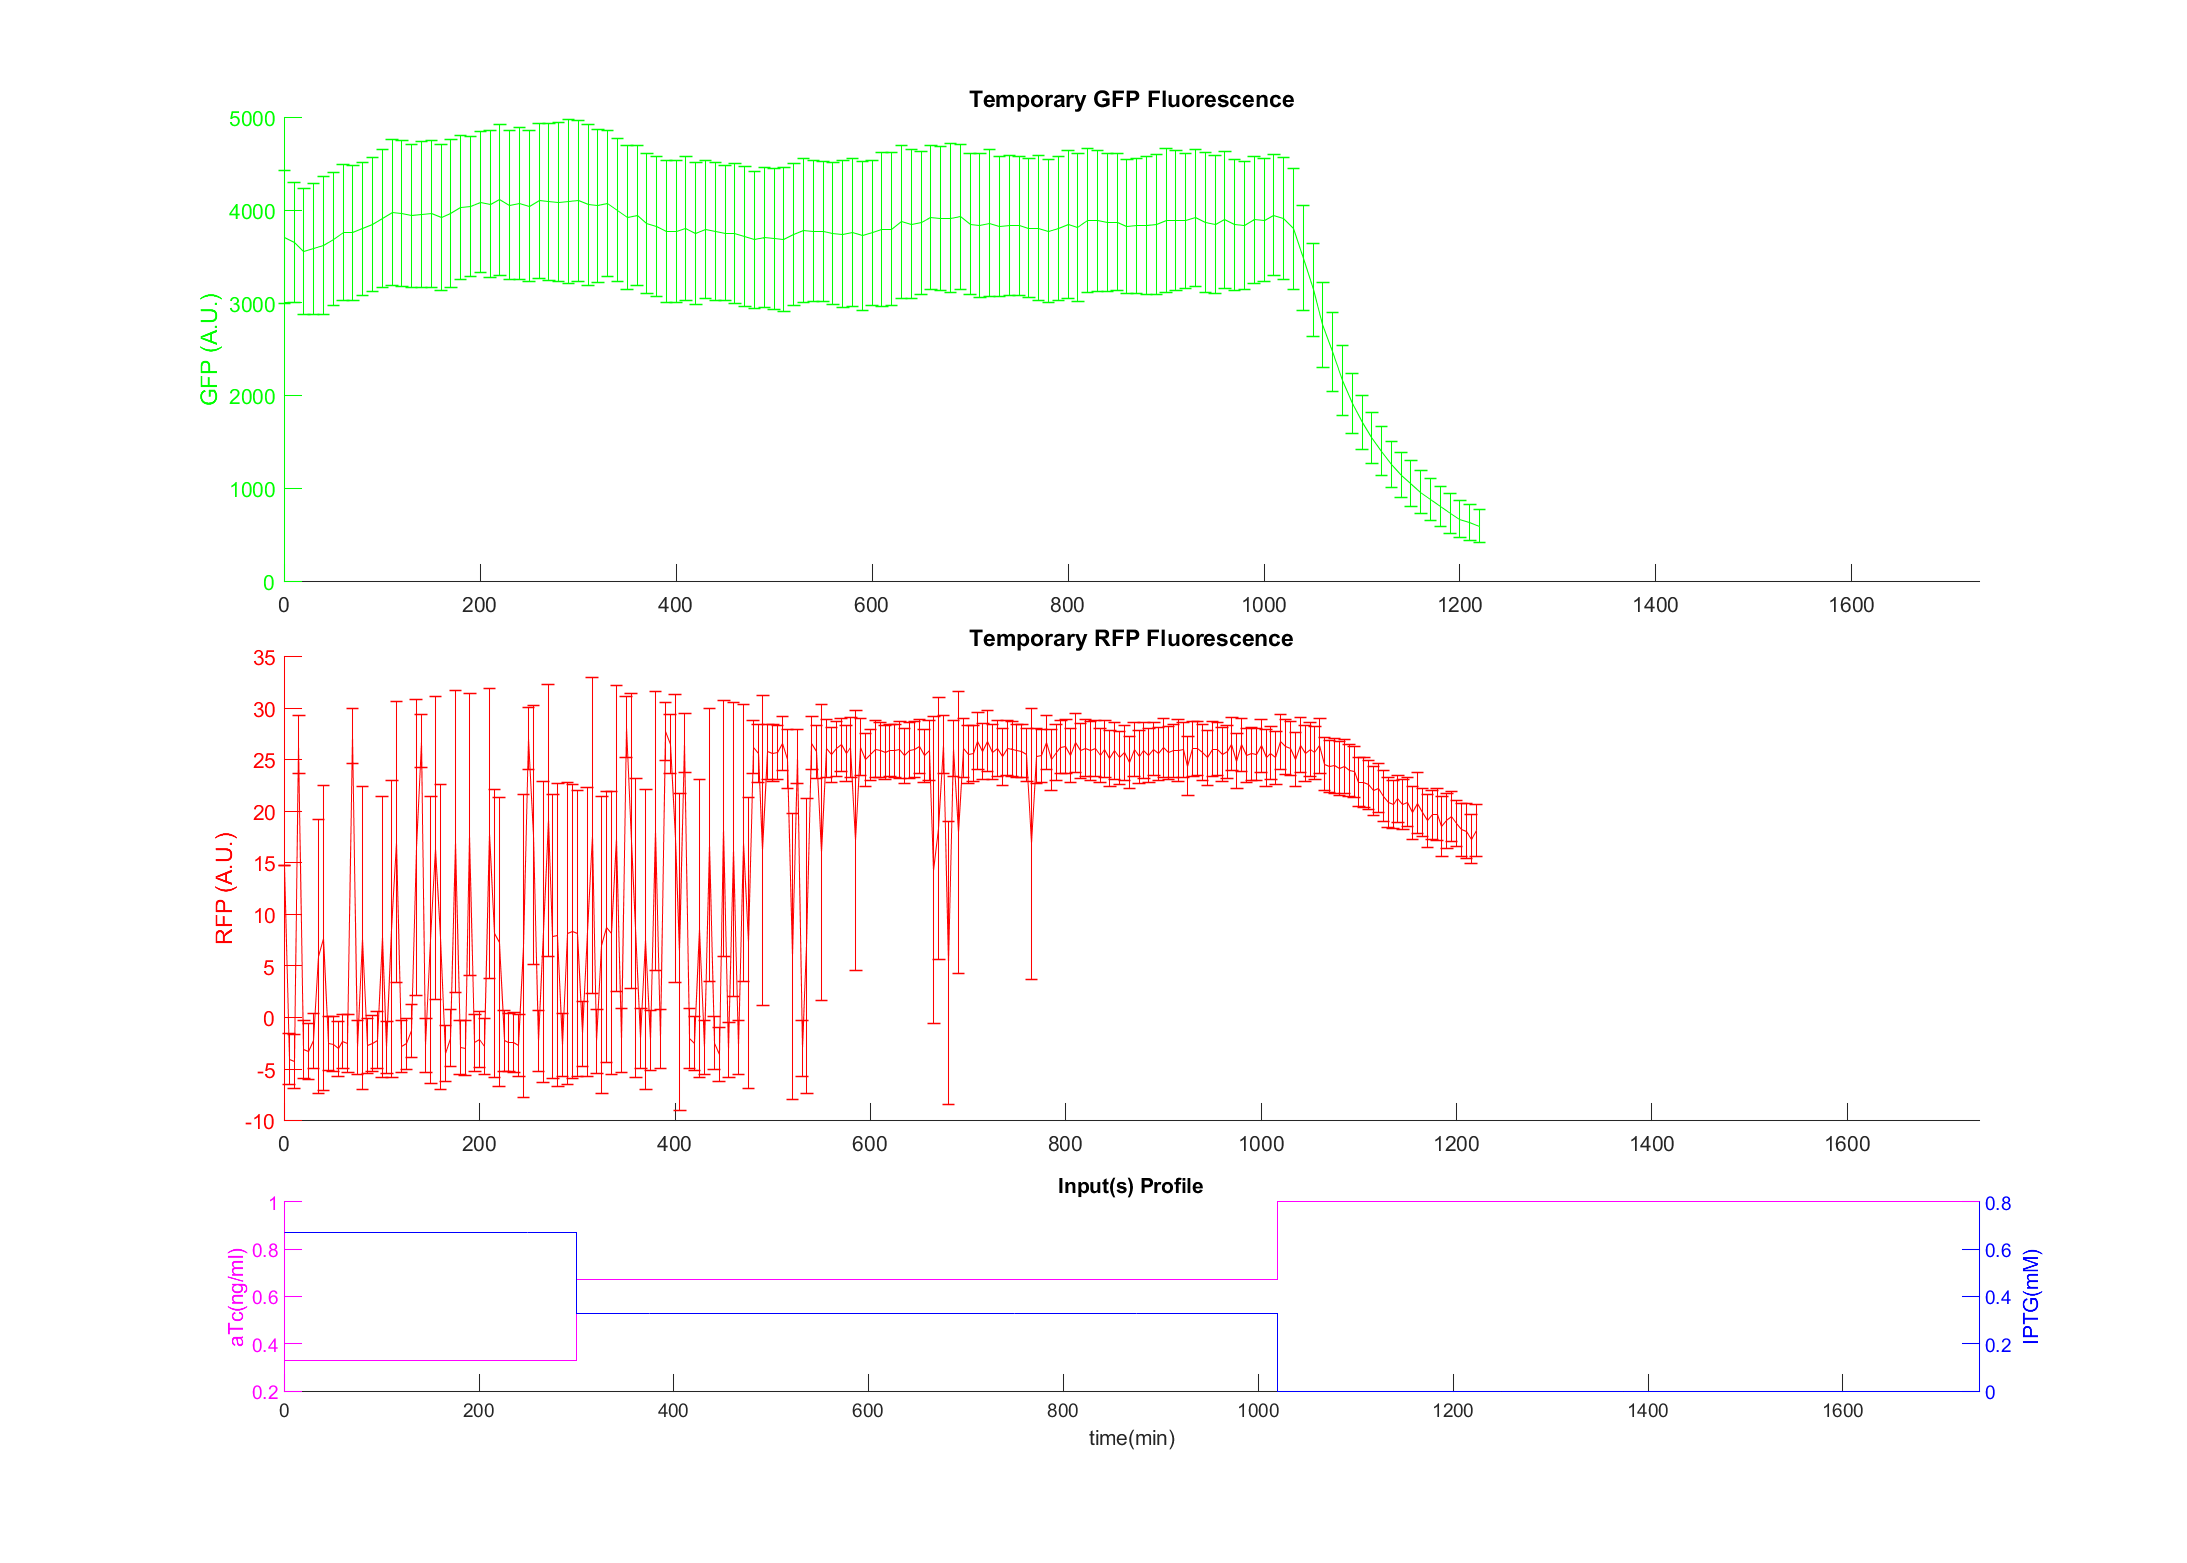 Temporary GFP Fluorescence
GFP (A.U.)
5000
4000
3000
2000
1000
0
0 200 400 600 800 1000 1200 1400 1600
Temporary RFP Fluorescence
RFP (A.U.)
35
30
25
20
15
10
5
0
-5
-10
0 200 400 600 800 1000 1200 1400 1600
Input(s) Profile
aTc(ng/ml)
1
0.8
0.6
0.4
0.2
0.8
0.6
0.4
0.2
0
IPTG(mM)
0 200 400 600 800 1000 1200 1400 1600
time(min)